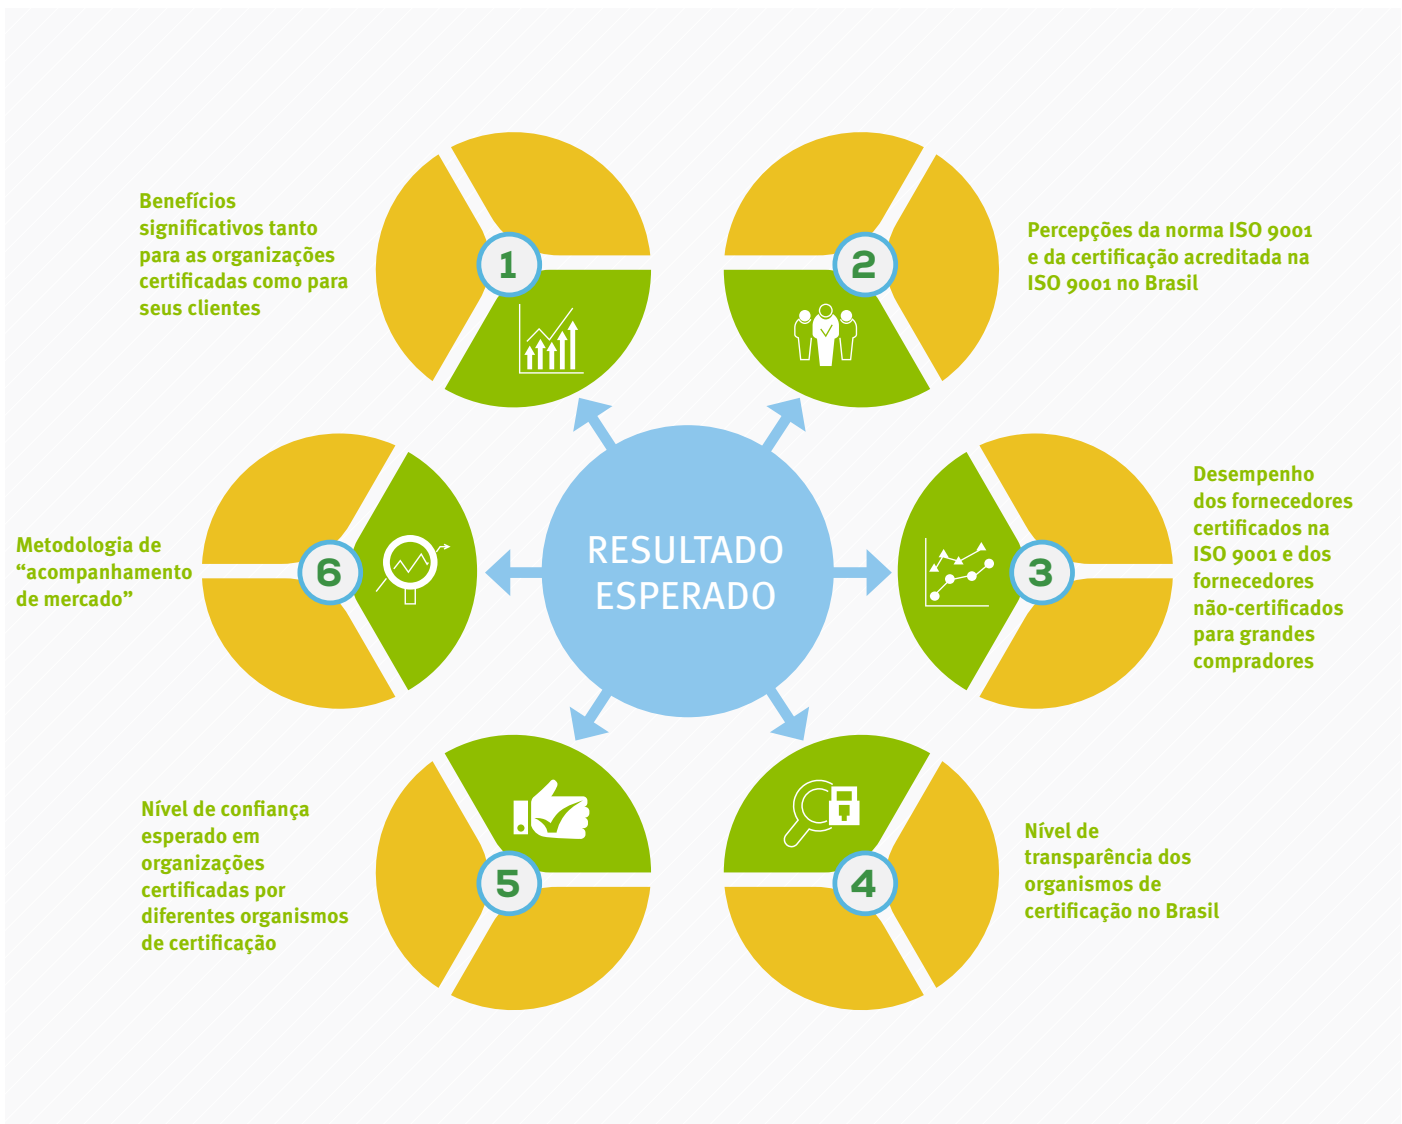 RESULTADO
ESPERADO
1
Benefícios
significativos tanto
para as organizações
certificadas como para
seus clientes
2
Percepções da norma ISO 9001
e da certificação acreditada na
ISO 9001 no Brasil
3
Desempenho
dos fornecedores
certificados na
ISO 9001 e dos
fornecedores
não-certificados
para grandes
compradores
4
Nível de
transparência dos
organismos de
certificação no Brasil
5
Nível de confiança
esperado em
organizações
certificadas por
diferentes organismos
de certificação
6
Metodologia de
“acompanhamento
de mercado”